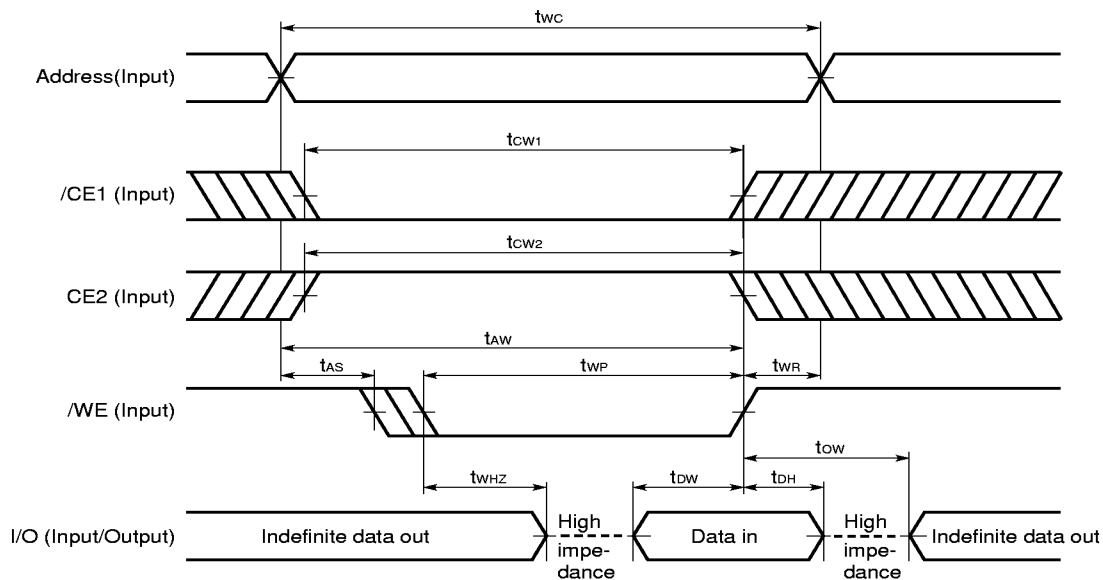 tWC
Address(Input)
tCW1
/CE1 (Input)
tCW2
CE2 (Input)
tAW
tAS
tWP
tWR
/WE (Input)
tOW
tWHZ
tDW
tDH
I/O (Input/Output)
Indefinite data out
High
impe-
dance
Data in
High
impe-
dance
Indefinite data out